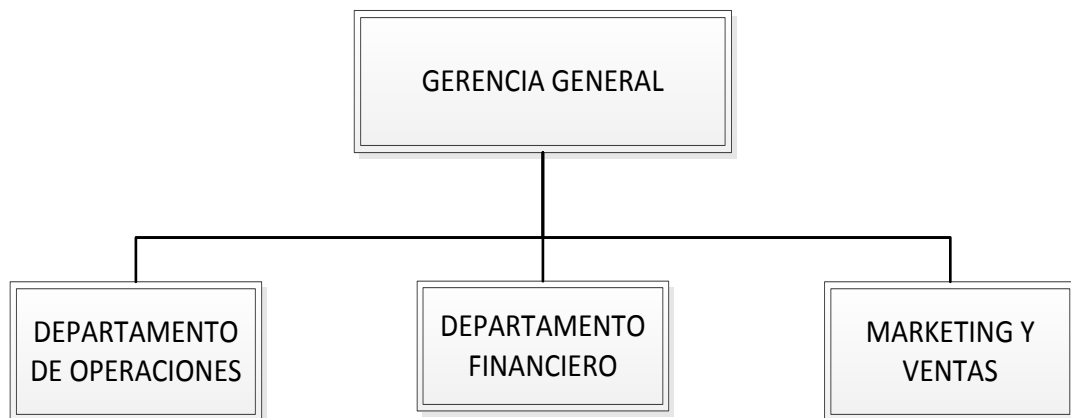 GERENCIA GENERAL
DEPARTAMENTO
DE OPERACIONES
DEPARTAMENTO
FINANCIERO
MARKETING Y
VENTAS